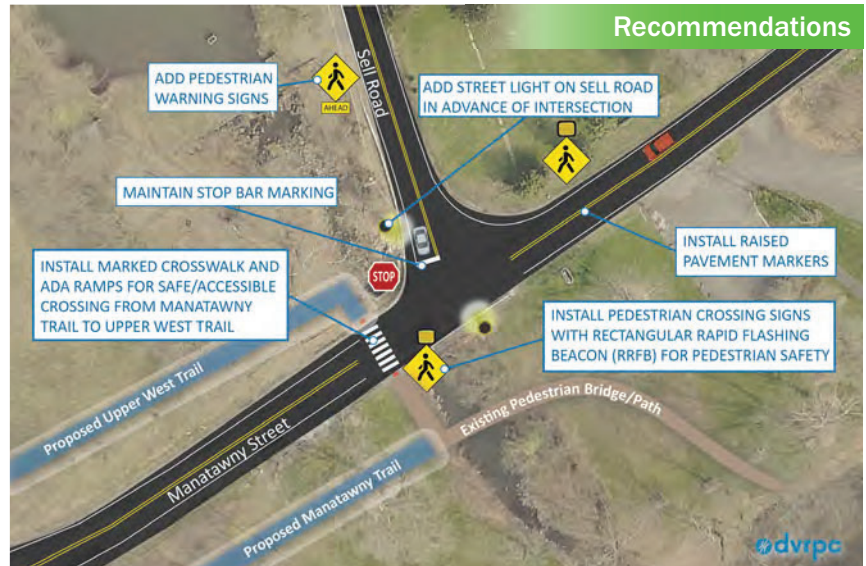 Recommendations
ADD PEDESTRIAN
WARNING SIGNS
AHEAD
Sell Road
ADD STREET LIGHT ON SELL ROAD
IN ADVANCE OF INTERSECTION
MAINTAIN STOP BAR MARKING
INSTALL RAISED
PAVEMENT MARKERS
STOP
INSTALL MARKED CROSSWALK AND
ADA RAMPS FOR SAFE/ACCESSIBLE
CROSSING FROM MANATAWNY
TRAIL TO UPPER WEST TRAIL
INSTALL PEDESTRIAN CROSSING SIGNS
WITH RECTANGULAR RAPID FLASHING
BEACON (RRFB) FOR PEDESTRIAN SAFETY
Proposed Upper West Trail
Manatawny Street
Existing Pedestrian Bridge/Path
Proposed Manatawny Trail
dvrpc